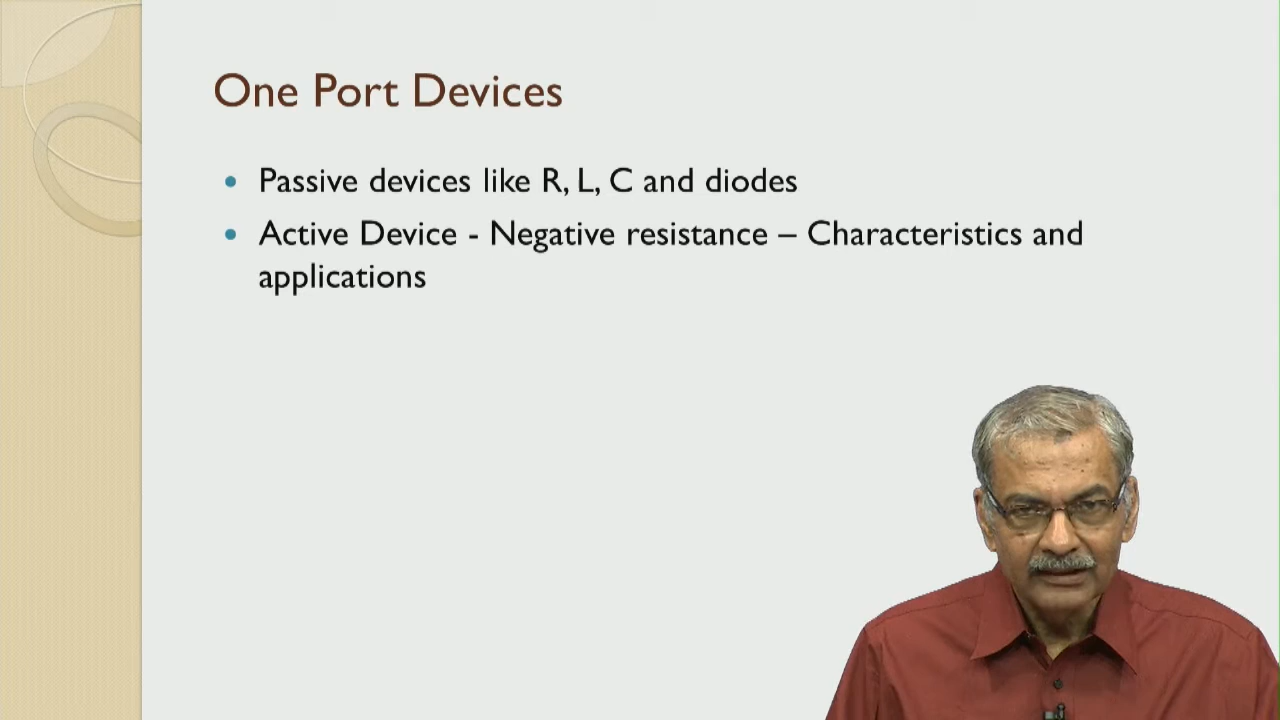 One Port Devices
• Passive devices like R, L, C and diodes
• Active Device - Negative resistance – Characteristics and
applications